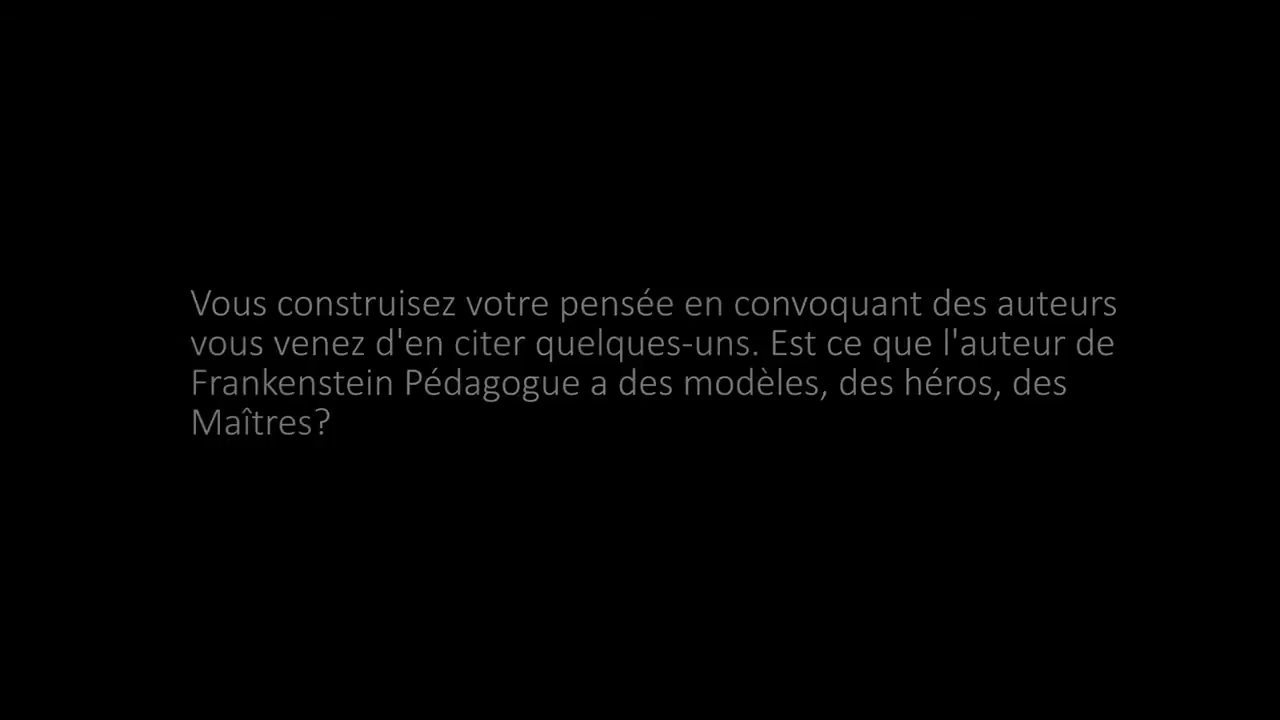 Vous construisez votre pensée en convoquant des auteurs
vous venez d'en citer quelques-uns. Est ce que l'auteur de
Frankenstein Pédagogue a des modèles, des héros, des
Maîtres?